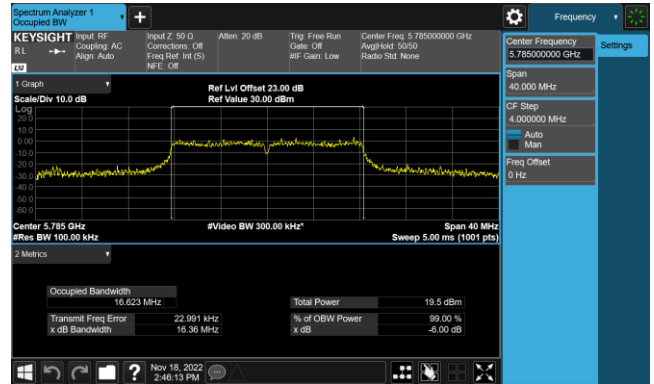 Spectrum Analyzer 1
Occupied BW
Frequency
KEYSIGHT
RL
LXI
Input: RF
Coupling: AC
Align: Auto
Input Z: 50 Ω
Corrections: Off
Freq Ref: Int (S)
NFE: Off
Atten: 20 dB
Trig: Free Run
Gate: Off
#IF Gain: Low
Center Freq: 5.785000000 GHz
Avg|Hold: 50/50
Radio Std: None
Center Frequency
5.785000000 GHz
Settings
Span
40.000 MHz
CF Step
4.000000 MHz
Auto
Man
Freq Offset
0 Hz
1 Graph
Scale/Div 10.0 dB
Ref Lvl Offset 23.00 dB
Ref Value 30.00 dBm
Log
20.0
10.0
0.00
-10.0
-20.0
-30.0
-40.0
-50.0
-60.0
Center 5.785 GHz
#Res BW 100.00 kHz
#Video BW 300.00 kHz*
Span 40 MHz
Sweep 5.00 ms (1001 pts)
2 Metrics
Occupied Bandwidth
16.623 MHz
Total Power 19.5 dBm
Transmit Freq Error 22.991 kHz
% of OBW Power 99.00 %
x dB Bandwidth 16.36 MHz
x dB -6.00 dB
?
Nov 18, 2022
2:46:13 PM